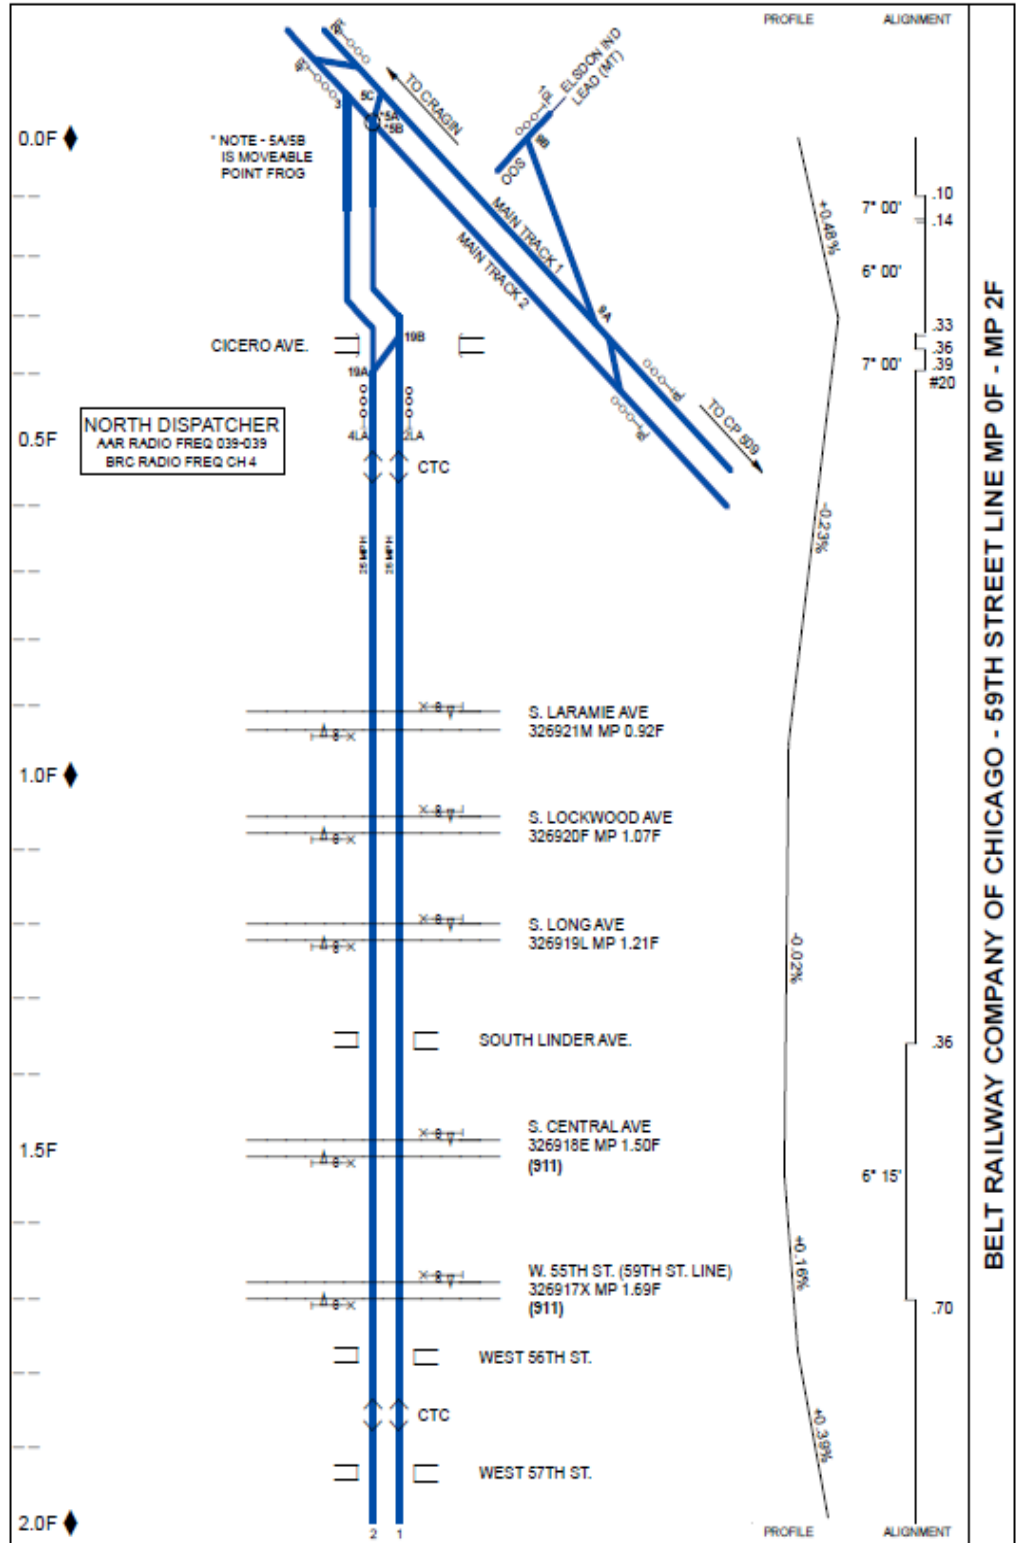 PROFILE
ALIGNMENT
ELSDON IND
LEAD (MT)
TO CRAGIN
10L
3
5C
*5A
*5B
9B
OOS
0.0F
* NOTE - 5A/5B
IS MOVEABLE
POINT FROG
MAIN TRACK 1
MAIN TRACK 2
+0.48%
7° 00'
.10
.14
6° 00'
9A
.33
CICERO AVE.
19B
.36
7° 00'
.39
19A
#20
TO CP 509
NORTH DISPATCHER
AAR RADIO FREQ 039-039
BRC RADIO FREQ CH 4
0.5F
4LA
2LA
CTC
25 MPH
25 MPH
-0.23%
S. LARAMIE AVE
326921M MP 0.92F
1.0F
S. LOCKWOOD AVE
326920F MP 1.07F
S. LONG AVE
326919L MP 1.21F
-0.02%
SOUTH LINDER AVE.
.36
S. CENTRAL AVE
326918E MP 1.50F
(911)
1.5F
6° 15'
+0.16%
W. 55TH ST. (59TH ST. LINE)
326917X MP 1.69F
(911)
.70
WEST 56TH ST.
CTC
+0.39%
WEST 57TH ST.
2.0F
2
1
PROFILE
ALIGNMENT
BELT RAILWAY COMPANY OF CHICAGO - 59TH STREET LINE MP 0F - MP 2F